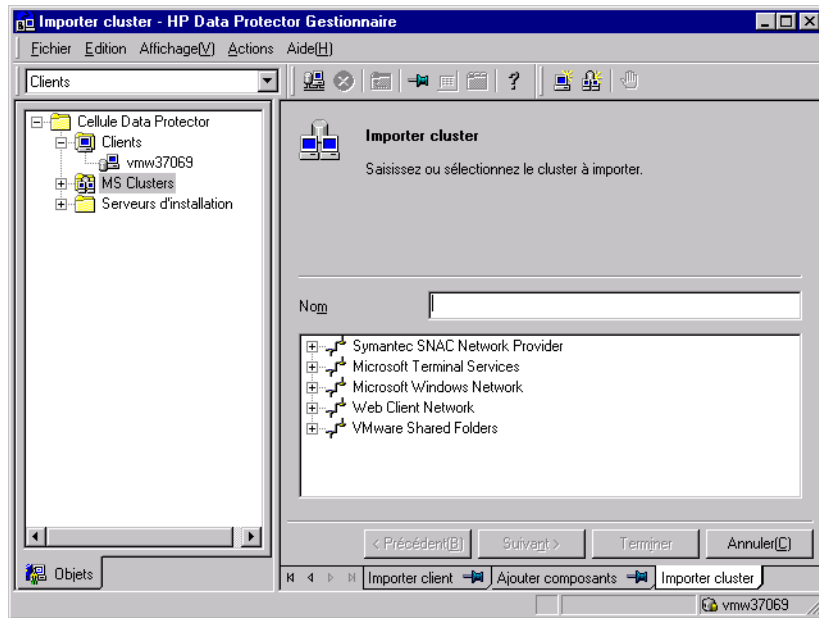 Importer cluster - HP Data Protector Gestionnaire
Fichier Edition Affichage(V) Actions Aide(H)
Clients
Cellule Data Protector
Clients
vmw37069
MS Clusters
Serveurs d'installation
Objets
Importer cluster
Saisissez ou sélectionnez le cluster à importer.
Nom
Symantec SNAC Network Provider
Microsoft Terminal Services
Microsoft Windows Network
Web Client Network
VMware Shared Folders
< Précédent(B) Suivant > Terminer Annuler(C)
Importer client Ajouter composants Importer cluster
vmw37069